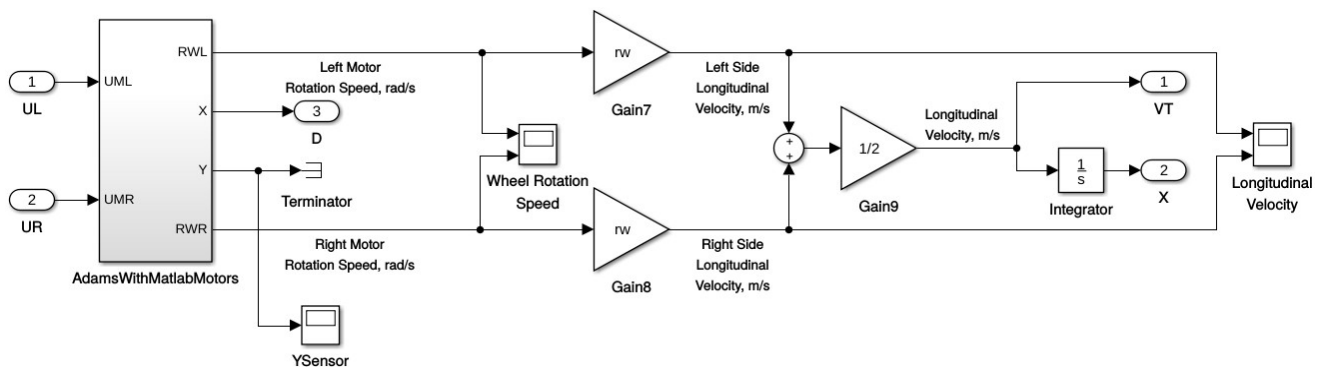 1
UL
2
UR
UML
UMR
RWL
X
Y
RWR
AdamsWithMatlabMotors
Left Motor
Rotation Speed, rad/s
3
D
Terminator
Right Motor
Rotation Speed, rad/s
YSensor
Wheel Rotation
Speed
rw
Gain7
rw
Gain8
Left Side
Longitudinal
Velocity, m/s
Right Side
Longitudinal
Velocity, m/s
+
+
1/2
Gain9
Longitudinal
Velocity, m/s
1
VT
1
s
Integrator
2
X
Longitudinal
Velocity